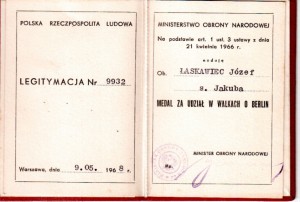 POLSKA RZECZPOSPOLITA LUDOWA
LEGITYMACJA Nr 9932
Warszawa, dnia 9.05. 1968 r.
MINISTERSTWO OBRONY NARODOWEJ
Na podstawie art. 1 ust. 3 ustawy z dnia
21 kwietnia 1966 r.
nadaję
Ob. ŁASKAWIEC Józef
s. Jakuba
MEDAL ZA UDZIAŁ W WALKACH O BERLIN
MINISTER OBRONY NARODOWEJ